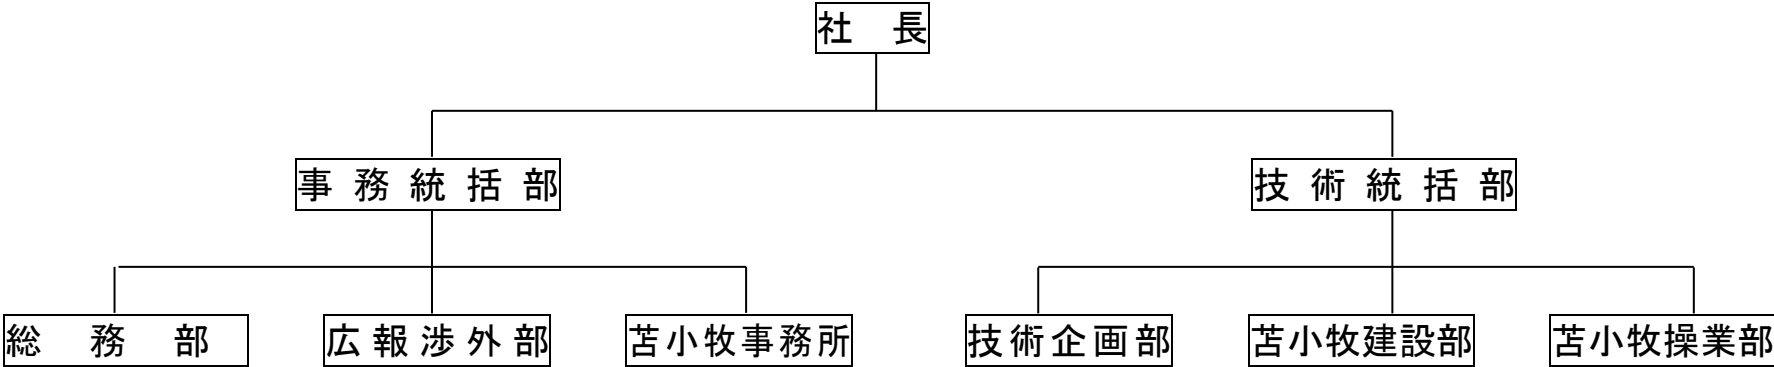 社長
事務統括部
技術統括部
総務部
広報渉外部
苫小牧事務所
技術企画部
苫小牧建設部
苫小牧操業部